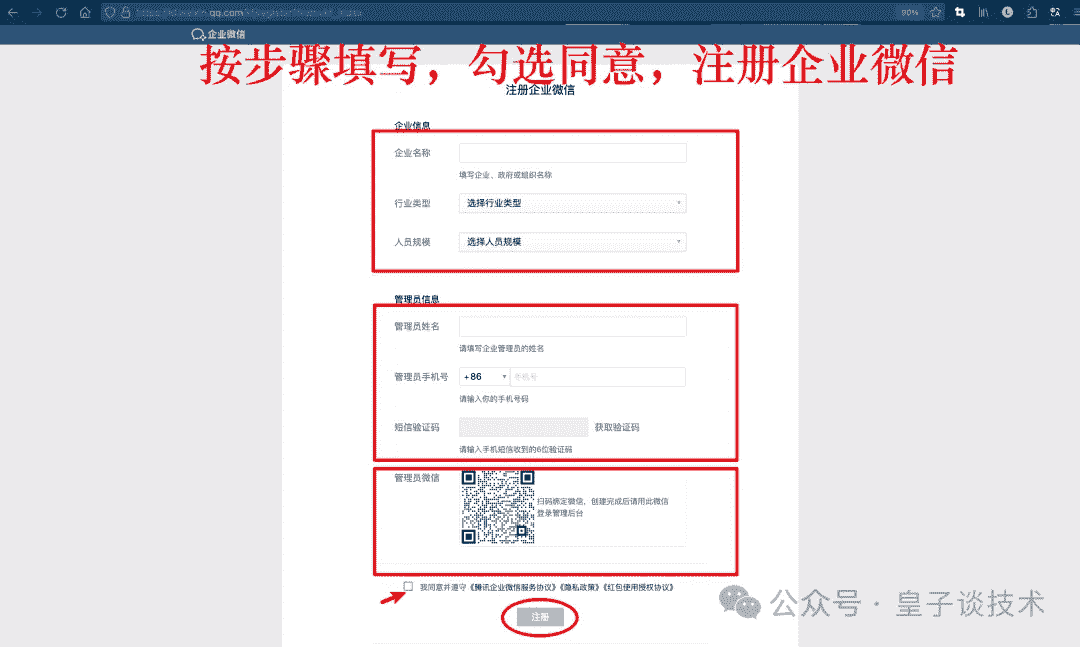 90%
企业微信
按步骤填写，勾选同意，注册企业微信
注册企业微信
企业信息
企业名称
填写企业、政府或组织名称
行业类型 选择行业类型
人员规模 选择人员规模
管理员信息
管理员姓名
请填写企业管理员的姓名
管理员手机号 +86 手机号
请输入你的手机号码
短信验证码 获取验证码
请输入手机短信收到的6位验证码
管理员微信
扫码绑定微信，创建完成后请用此微信
登录管理后台
我同意并遵守《腾讯企业微信服务协议》《隐私政策》《红包使用授权协议》
注册
公众号 · 皇子谈技术